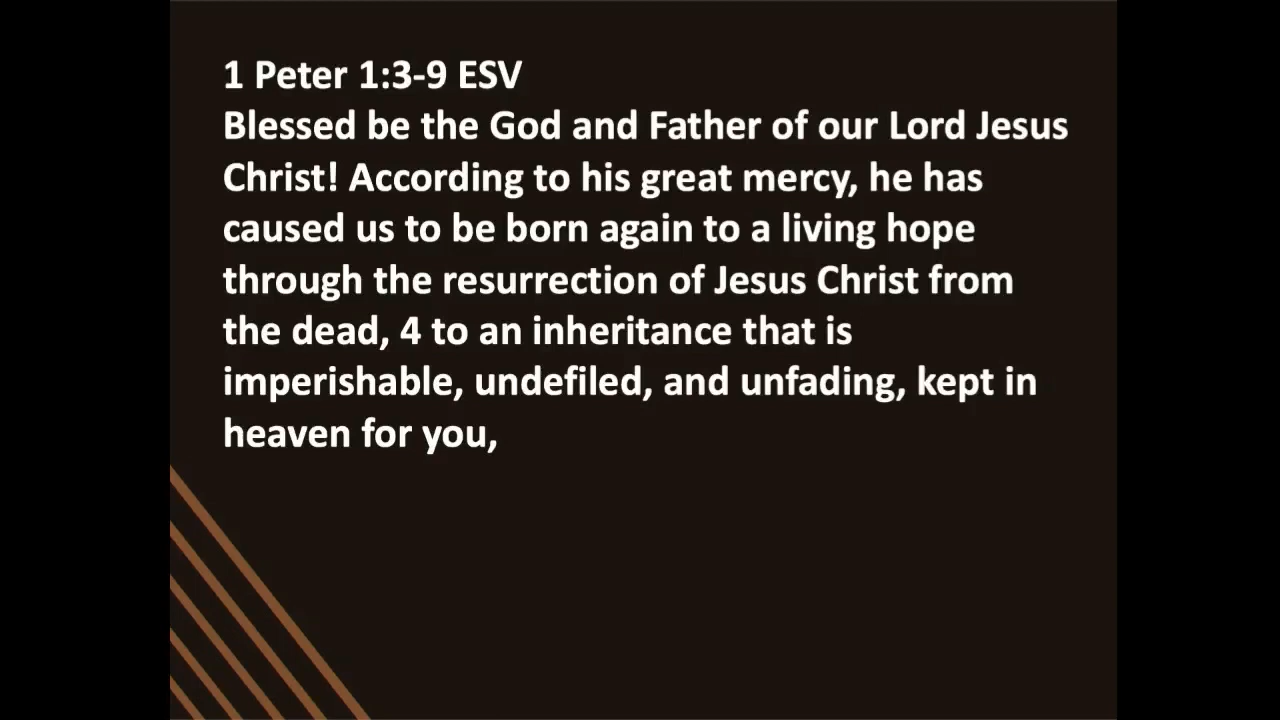 1 Peter 1:3-9 ESV
Blessed be the God and Father of our Lord Jesus
Christ! According to his great mercy, he has
caused us to be born again to a living hope
through the resurrection of Jesus Christ from
the dead, 4 to an inheritance that is
imperishable, undefiled, and unfading, kept in
heaven for you,